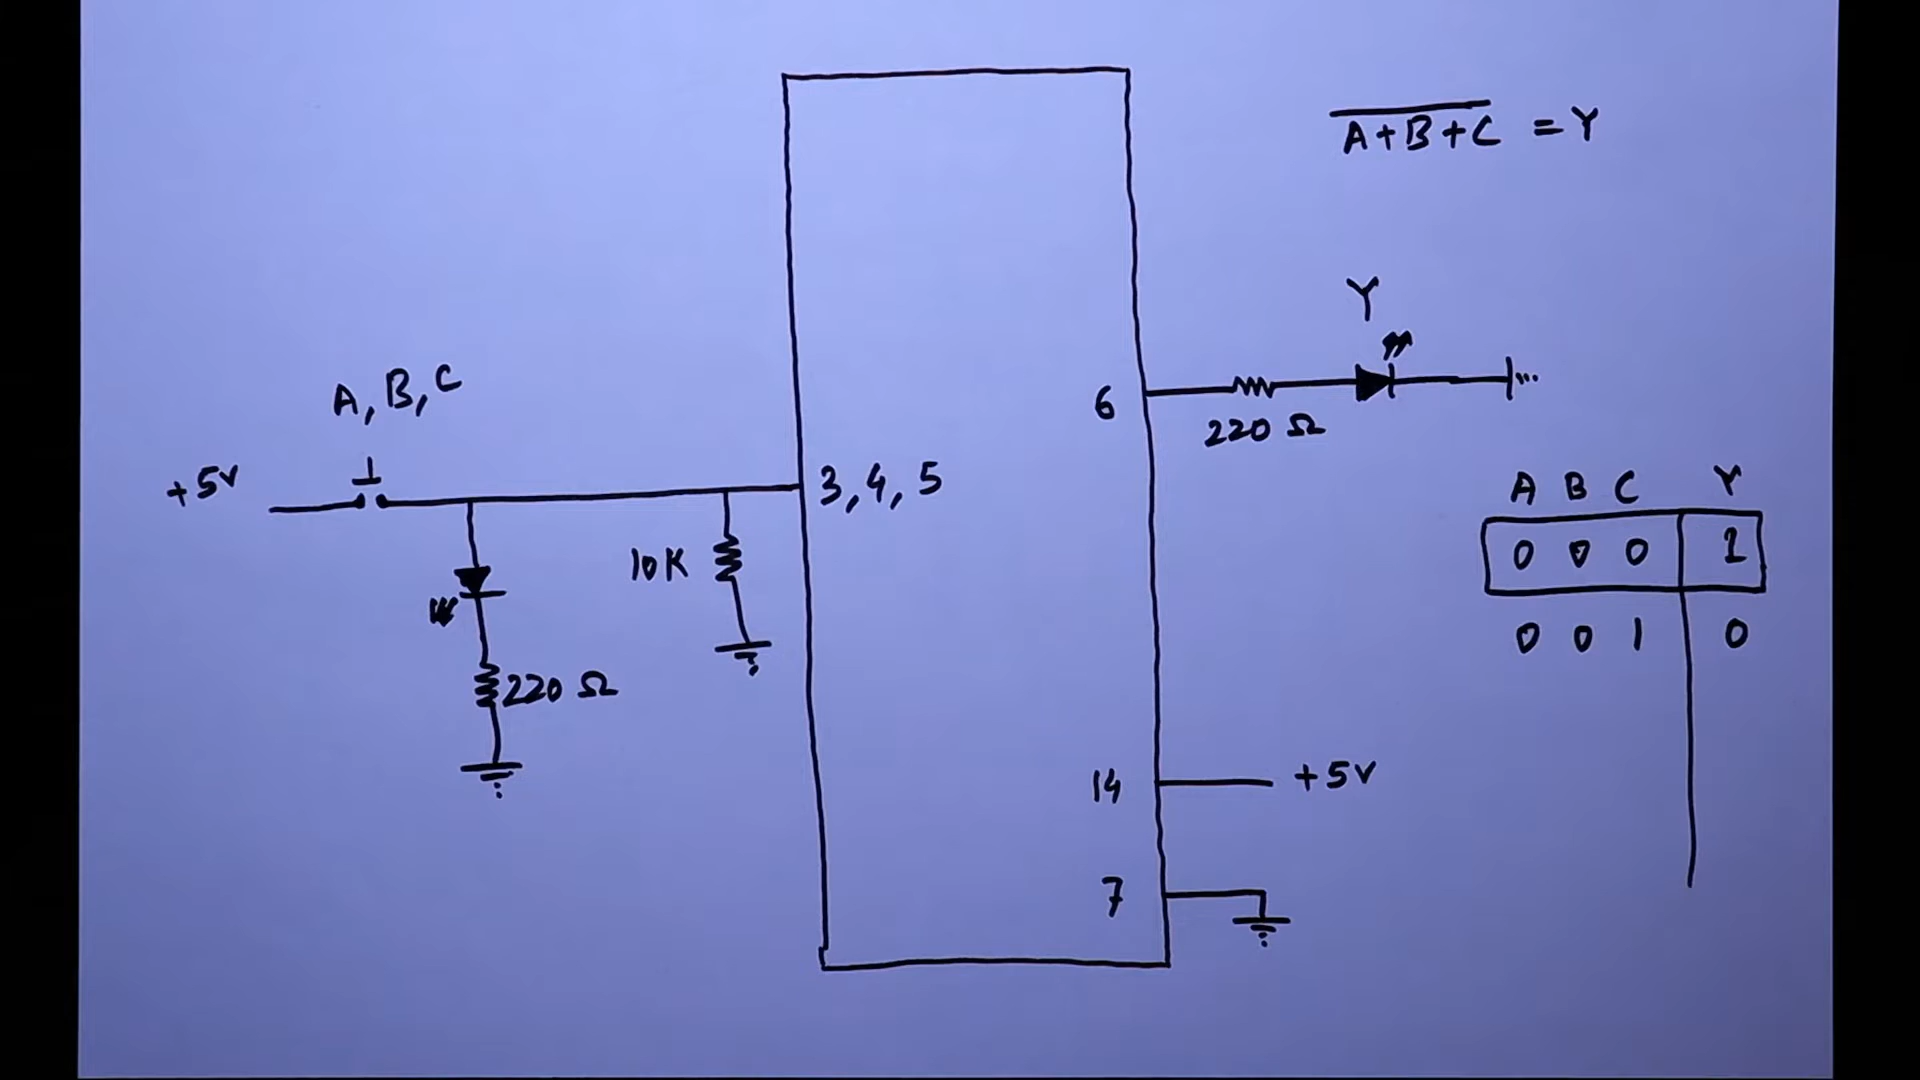 A+B+C = Y
Y
A, B, C
+5V
3, 4, 5
6
220 Ω
10K
220 Ω
A B C Y
0 0 0 1
0 0 1 0
14 +5V
7